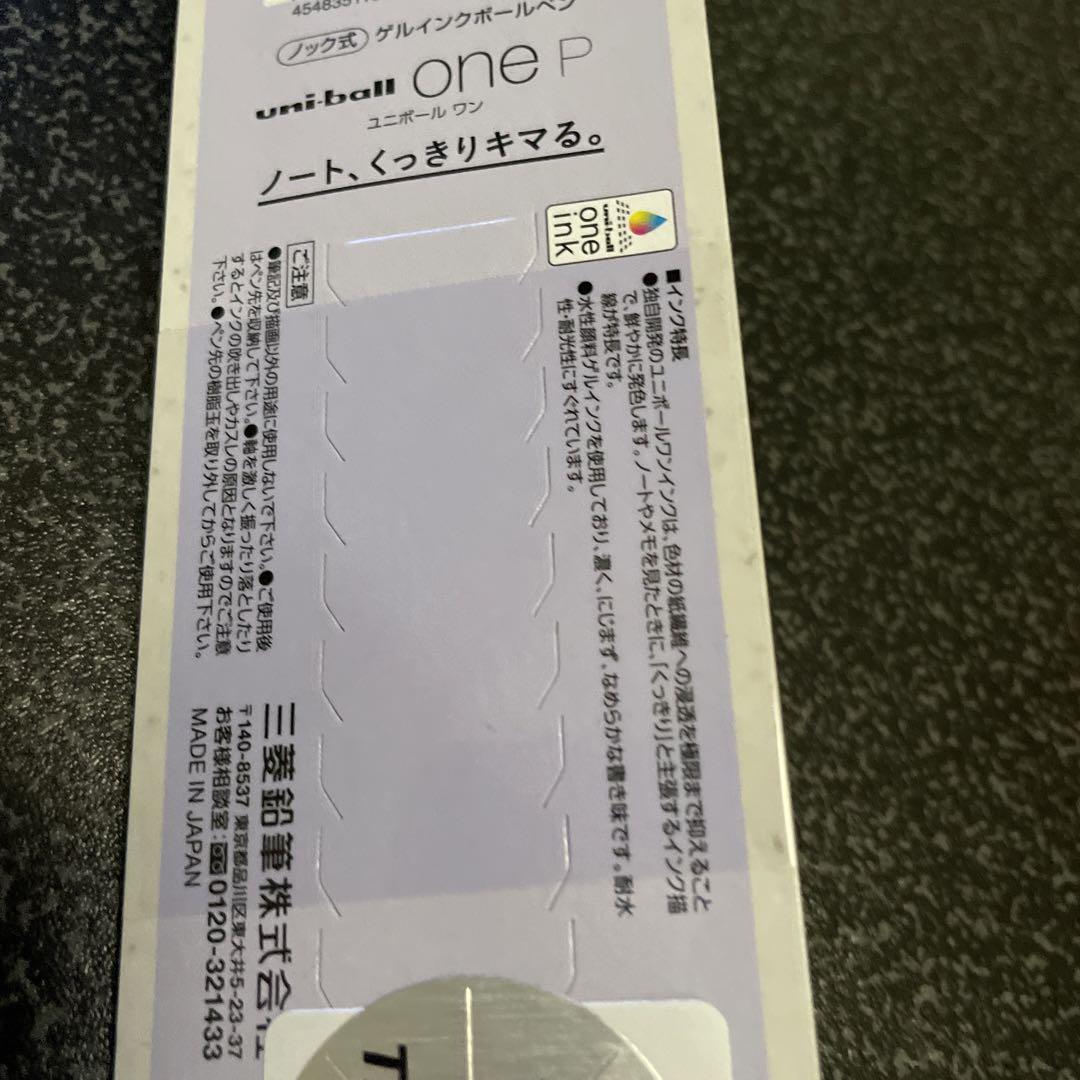 ノック式 ゲルインクボールペン
uni-ball one P
ユニボール ワン
ノート、くっきりキマる。
uni-ball
one
ink
■インク特長
●独自開発のユニボールワンインクは、色材の紙繊維への浸透を極限まで抑えること
で、鮮やかに発色します。ノートやメモを見たときに、「くっきり」と主張するインク描
線が特長です。
●水性顔料ゲルインクを使用しており、濃く、にじまず、なめらかな書き味です。耐水
性・耐光性にすぐれています。
ご注意
●筆記及び描画以外の用途に使用しないで下さい。●ご使用後
はペン先を収納して下さい。●軸を激しく振ったり落としたり
するとインクの吹き出しやカスレの原因となりますのでご注意
下さい。●ペン先の樹脂玉を取り外してからご使用下さい。
三菱鉛筆株式会社
〒140-8537 東京都品川区東大井5-23-37
お客様相談室:0120-321433
MADE IN JAPAN